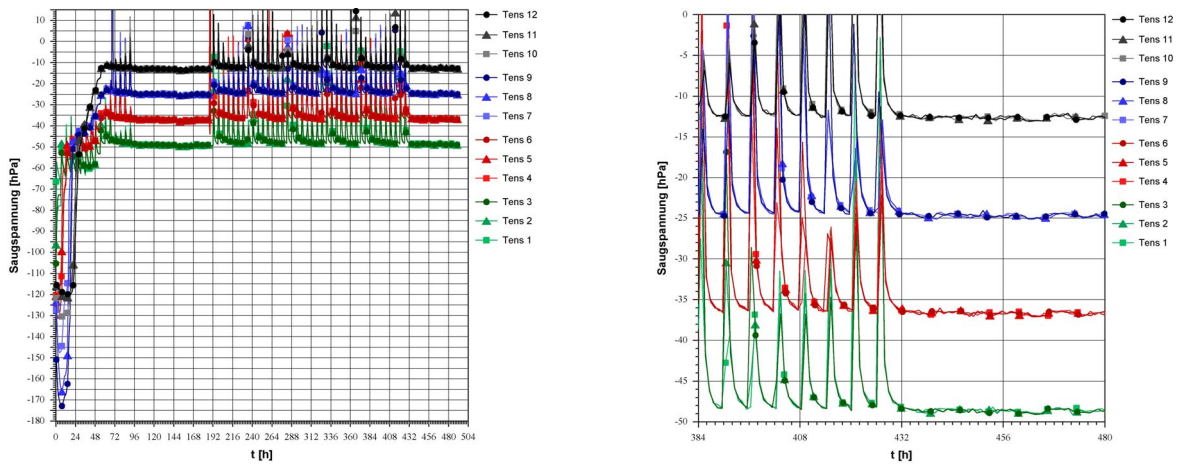 15
5
-10
-20
-30
-40
-50
-60
-70
-80
-90
-100
-110
-120
-130
-140
-150
-160
-170
-180
Saugspannung [hPa]
0 24 48 72 96 120 144 168 192 216 240 264 288 312 336 360 384 408 432 456 480 504
t [h]
Tens 12
Tens 11
Tens 10
Tens 9
Tens 8
Tens 7
Tens 6
Tens 5
Tens 4
Tens 3
Tens 2
Tens 1
0
-5
-10
-15
-20
-25
-30
-35
-40
-45
-50
Saugspannung [hPa]
384 408 432 456 480
t [h]
Tens 12
Tens 11
Tens 10
Tens 9
Tens 8
Tens 7
Tens 6
Tens 5
Tens 4
Tens 3
Tens 2
Tens 1